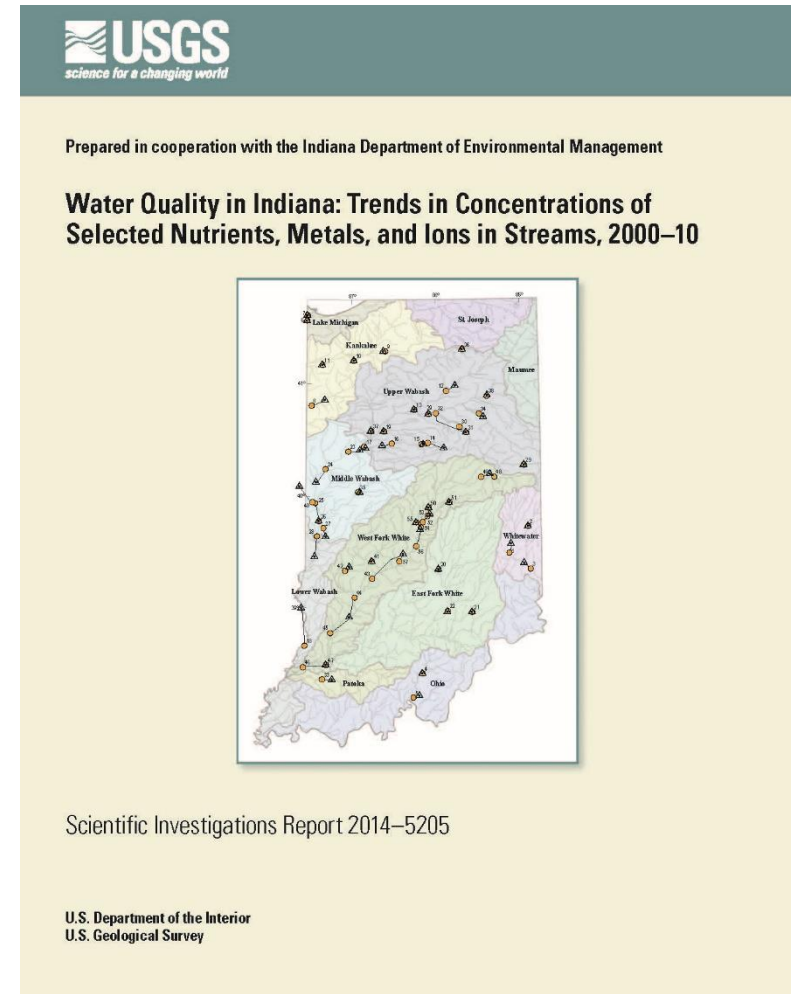 USGS
science for a changing world
Prepared in cooperation with the Indiana Department of Environmental Management
Water Quality in Indiana: Trends in Concentrations of
Selected Nutrients, Metals, and Ions in Streams, 2000–10
Lake Michigan
St Joseph
Kankakee
Maumee
Upper Wabash
Middle Wabash
West Fork White
Whitewater
Lower Wabash
East Fork White
Patoka
Ohio
Scientific Investigations Report 2014–5205
U.S. Department of the Interior
U.S. Geological Survey